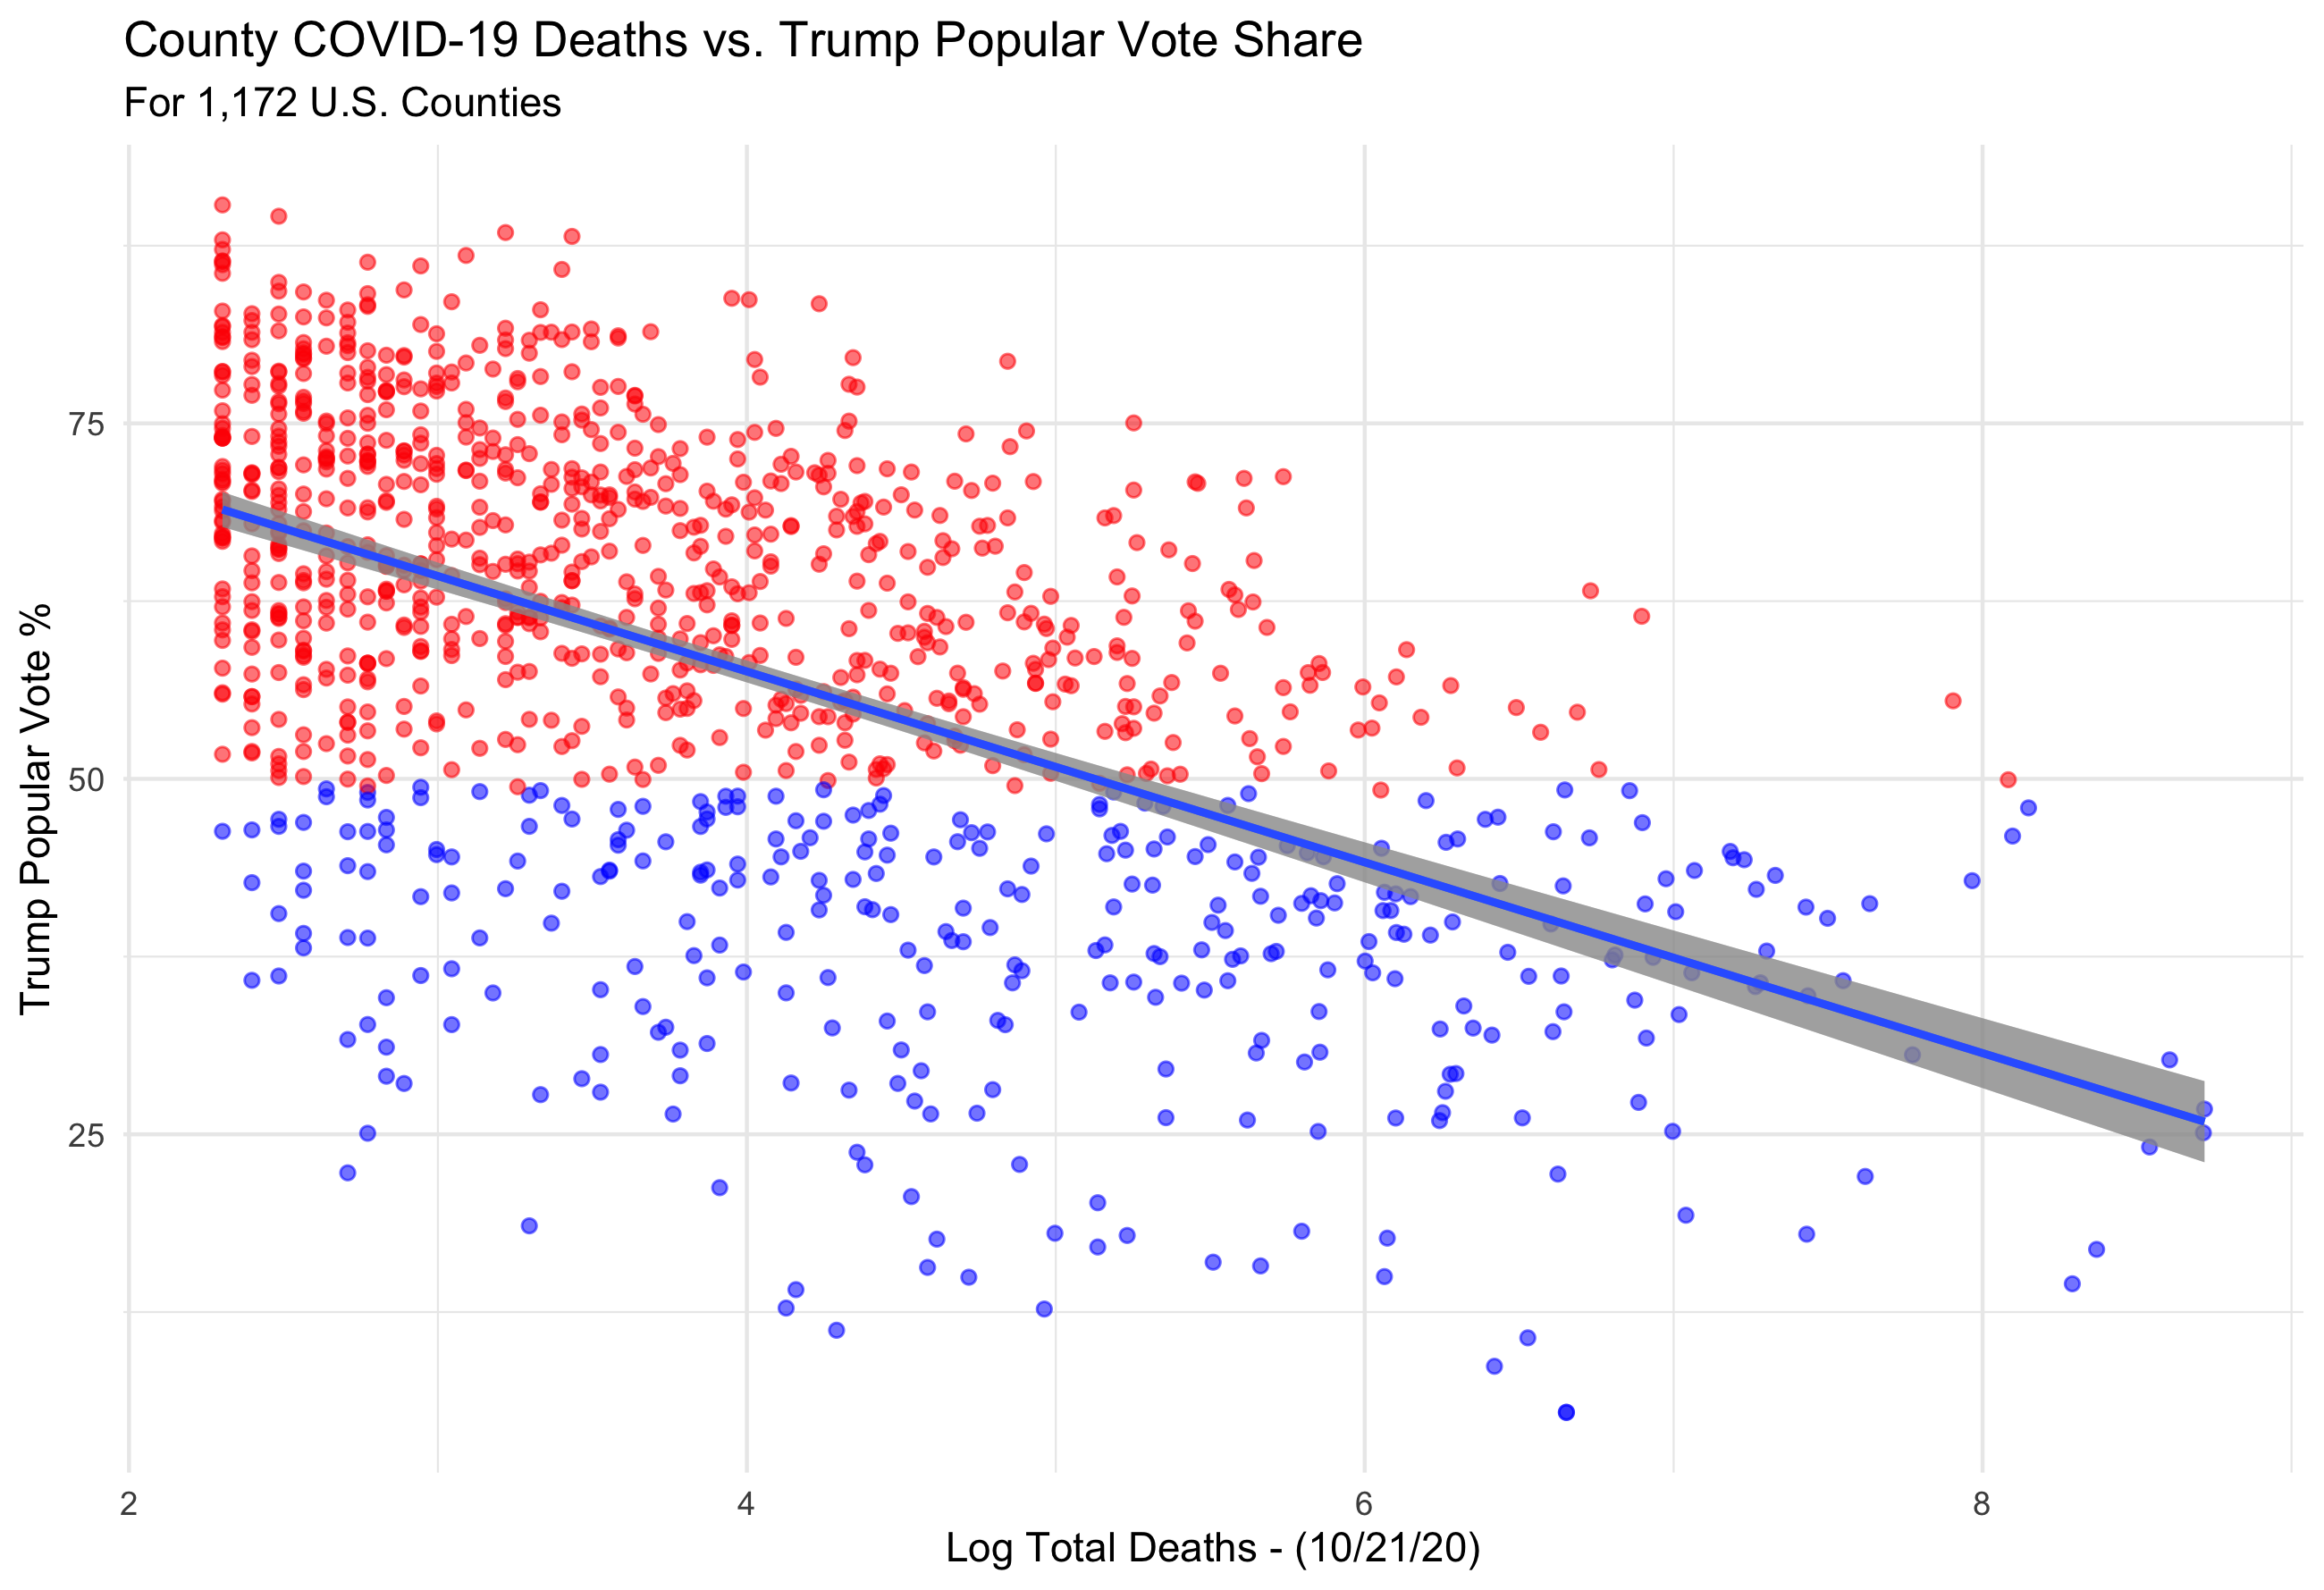 County COVID-19 Deaths vs. Trump Popular Vote Share
For 1,172 U.S. Counties
Trump Popular Vote %
75
50
25
2
4
6
8
Log Total Deaths - (10/21/20)